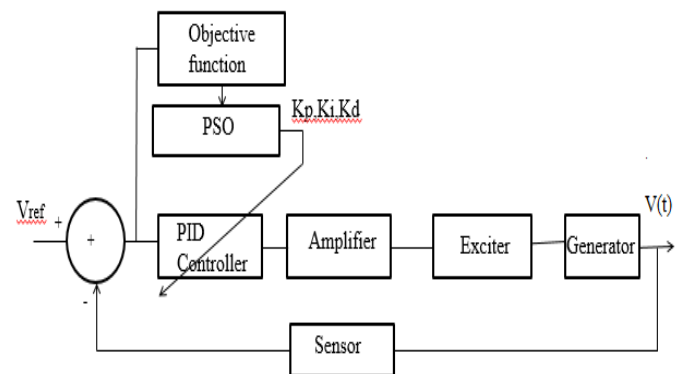 Objective
function
PSO
Kp,Ki,Kd
Vref
+
+
-
PID
Controller
Amplifier
Exciter
Generator
V(t)
Sensor